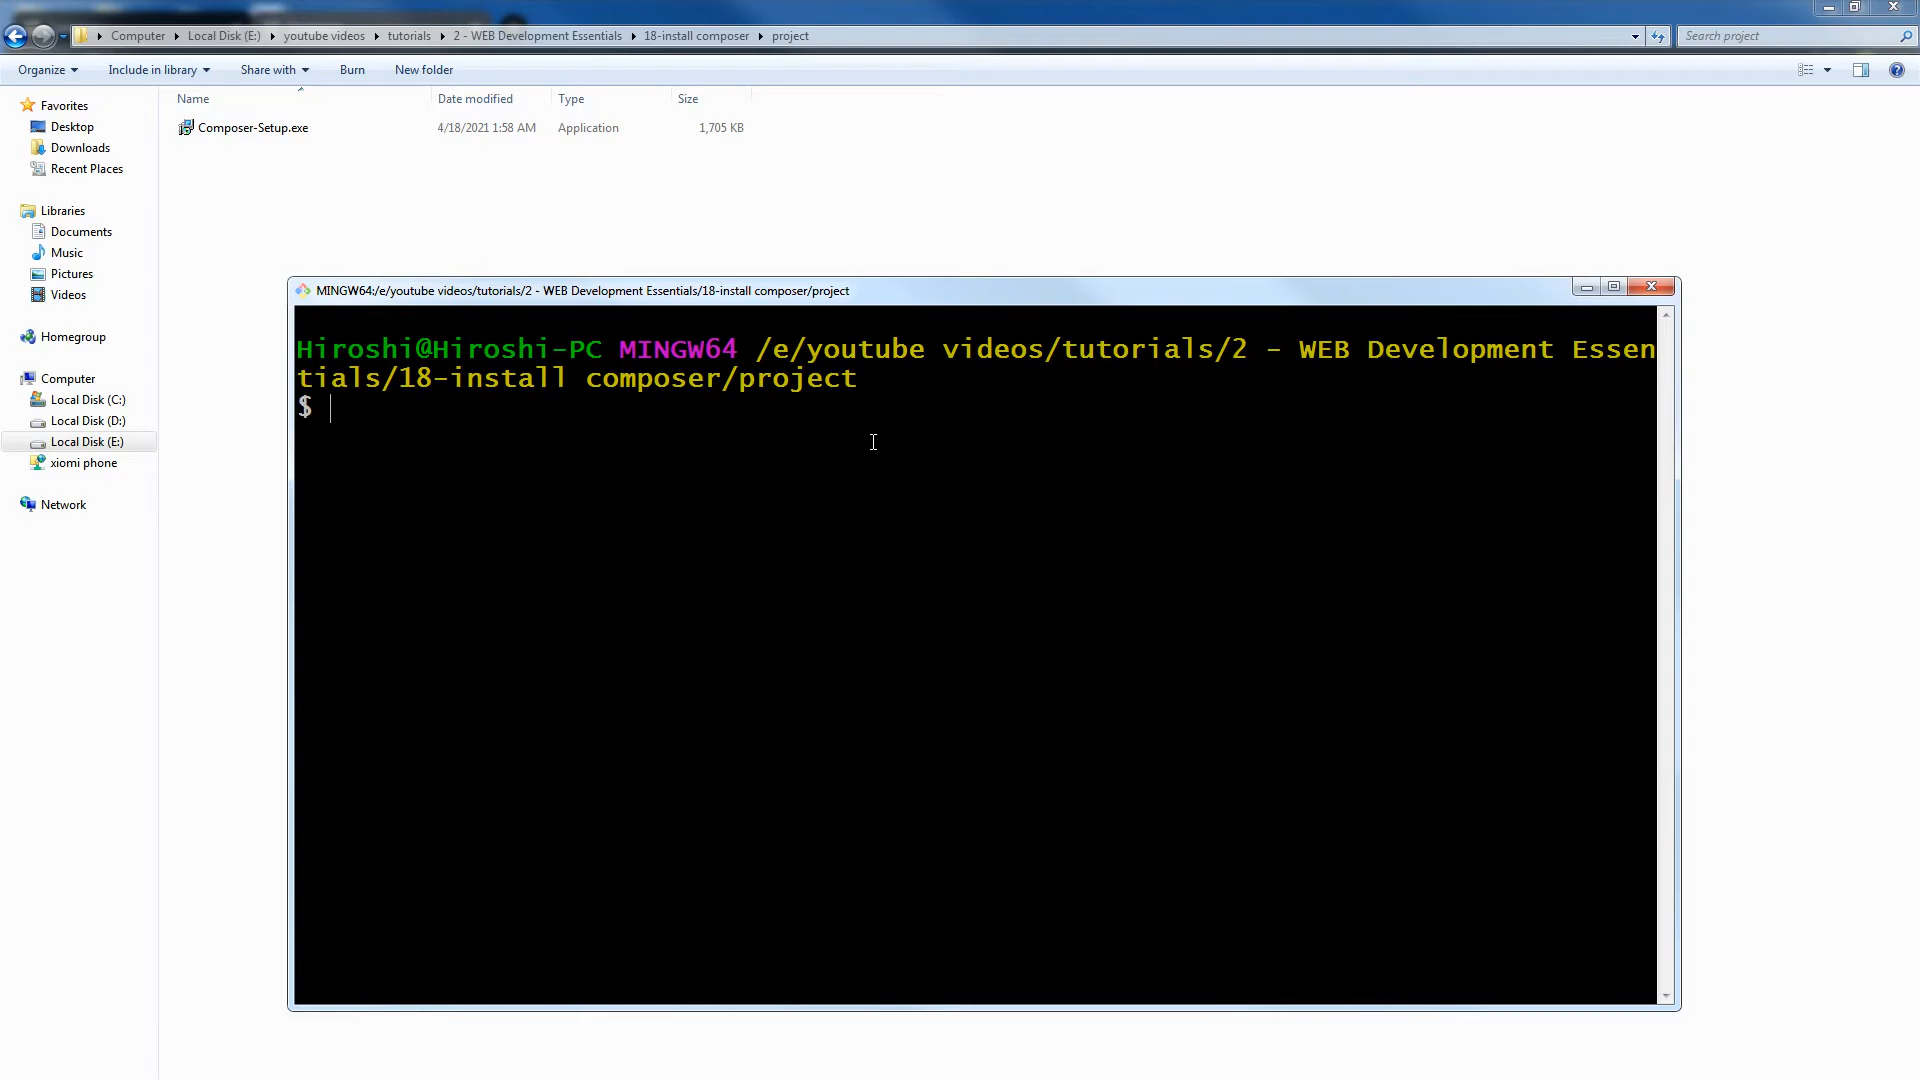 Computer Local Disk (E:) youtube videos tutorials 2 - WEB Development Essentials 18-install composer project
Search project
Organize Include in library Share with Burn New folder
Name Date modified Type Size
Composer-Setup.exe 4/18/2021 1:58 AM Application 1,705 KB
Favorites
Desktop
Downloads
Recent Places
Libraries
Documents
Music
Pictures
Videos
Homegroup
Computer
Local Disk (C:)
Local Disk (D:)
Local Disk (E:)
xiomi phone
Network
MINGW64:/e/youtube videos/tutorials/2 - WEB Development Essentials/18-install composer/project
Hiroshi@Hiroshi-PC MINGW64 /e/youtube videos/tutorials/2 - WEB Development Essen
tials/18-install composer/project
$